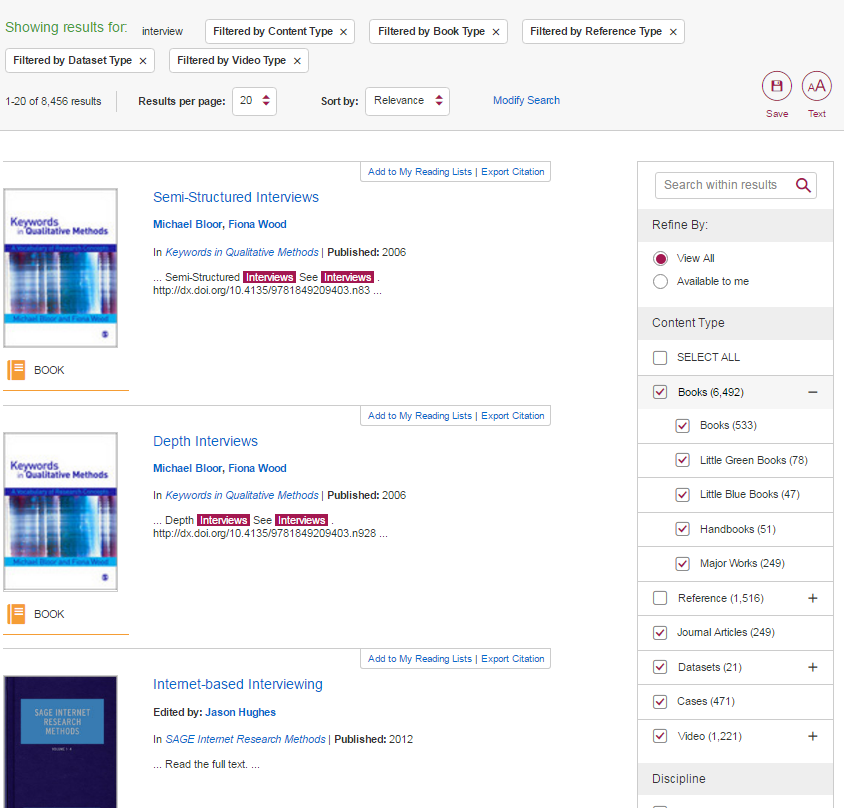 Showing results for: interview Filtered by Content Type × Filtered by Book Type × Filtered by Reference Type ×
Filtered by Dataset Type × Filtered by Video Type ×
1-20 of 8,456 results Results per page: 20 Sort by: Relevance Modify Search
AA
Save Text
Add to My Reading Lists | Export Citation
Semi-Structured Interviews
Michael Bloor, Fiona Wood
In Keywords in Qualitative Methods | Published: 2006
... Semi-Structured Interviews See Interviews .
http://dx.doi.org/10.4135/9781849209403.n83 ...
Keywords
in Qualitative Methods
A Vocabulary of Research Concepts
Michael Bloor and Fiona Wood
BOOK
Add to My Reading Lists | Export Citation
Depth Interviews
Michael Bloor, Fiona Wood
In Keywords in Qualitative Methods | Published: 2006
... Depth Interviews See Interviews .
http://dx.doi.org/10.4135/9781849209403.n928 ...
Keywords
in Qualitative Methods
A Vocabulary of Research Concepts
Michael Bloor and Fiona Wood
BOOK
Add to My Reading Lists | Export Citation
Internet-based Interviewing
Edited by: Jason Hughes
In SAGE Internet Research Methods | Published: 2012
... Read the full text. ...
SAGE INTERNET
RESEARCH
METHODS
Search within results
Refine By:
View All
Available to me
Content Type
SELECT ALL
Books (6,492) −
Books (533)
Little Green Books (78)
Little Blue Books (47)
Handbooks (51)
Major Works (249)
Reference (1,516) +
Journal Articles (249)
Datasets (21) +
Cases (471)
Video (1,221) +
Discipline